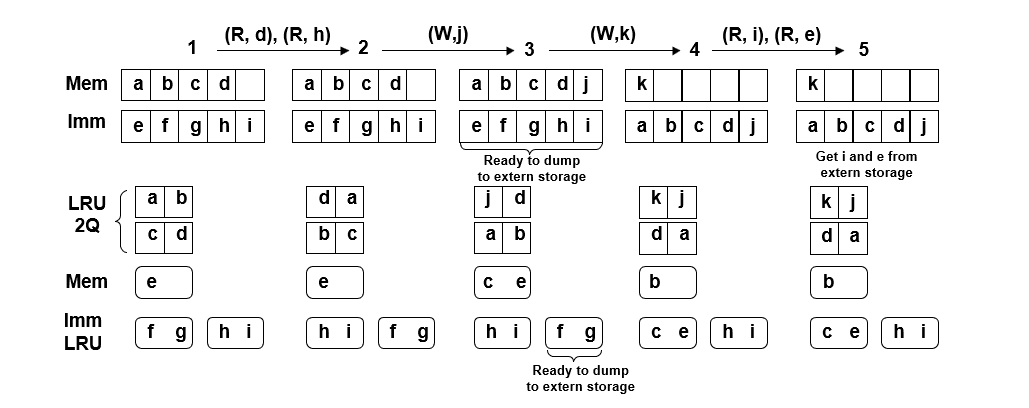 (R, d), (R, h) (W,j) (W,k) (R, i), (R, e)
1 2 3 4 5
Mem a b c d a b c d a b c d j k k
Imm e f g h i e f g h i e f g h i a b c d j a b c d j
Ready to dump
to extern storage
Get i and e from
extern storage
LRU
2Q
a b d a j d k j k j
c d b c a b d a d a
Mem e e c e b b
Imm
LRU
f g h i h i f g h i f g c e h i c e h i
Ready to dump
to extern storage